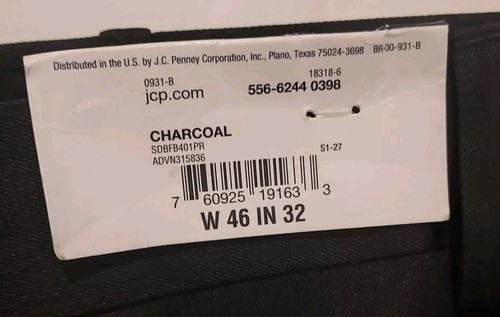 Distributed in the U.S. by J.C. Penney Corporation, Inc., Plano, Texas 75024-3698 BR-00-931-B
0931-B 18318-6
jcp.com 556-6244 0398
CHARCOAL
SDBFB401PR S1-27
ADVN315836
7 60925 19163 3
W 46 IN 32